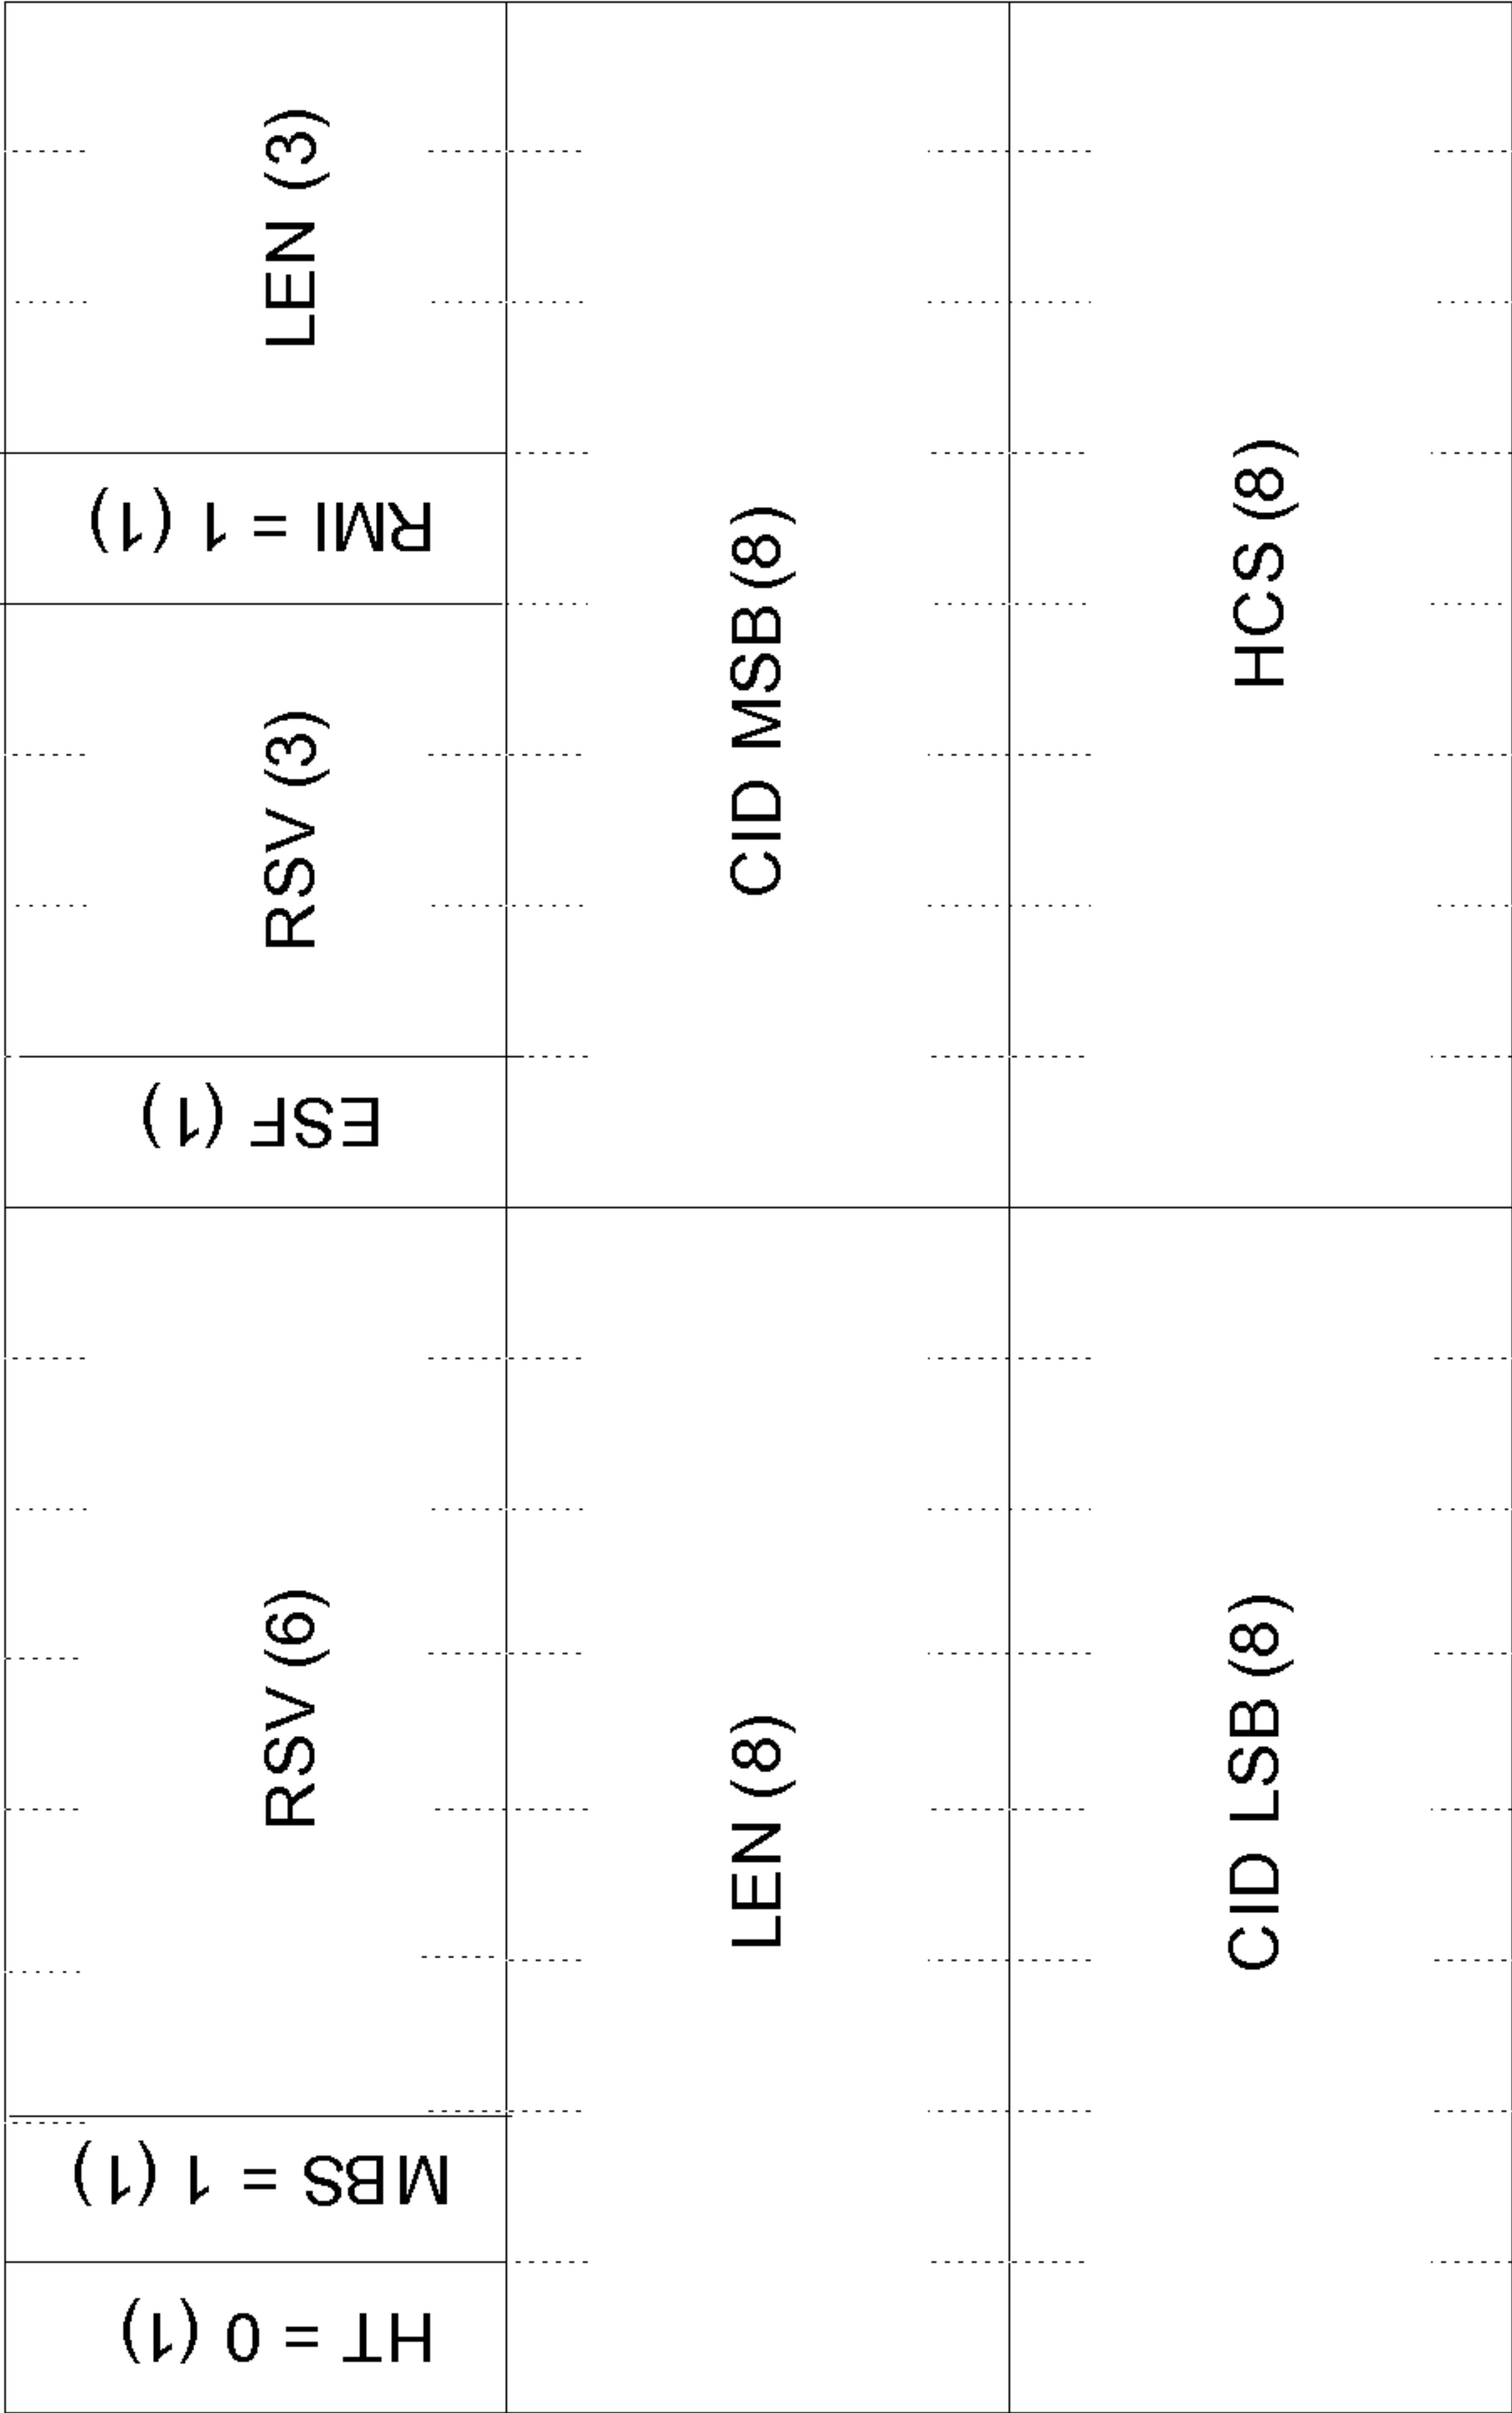 HT = 0 (1)
MBS = 1 (1)
RSV (6)
ESF (1)
RSV (3)
RMI = 1 (1)
LEN (3)
LEN (8)
CID MSB (8)
CID LSB (8)
HCS (8)